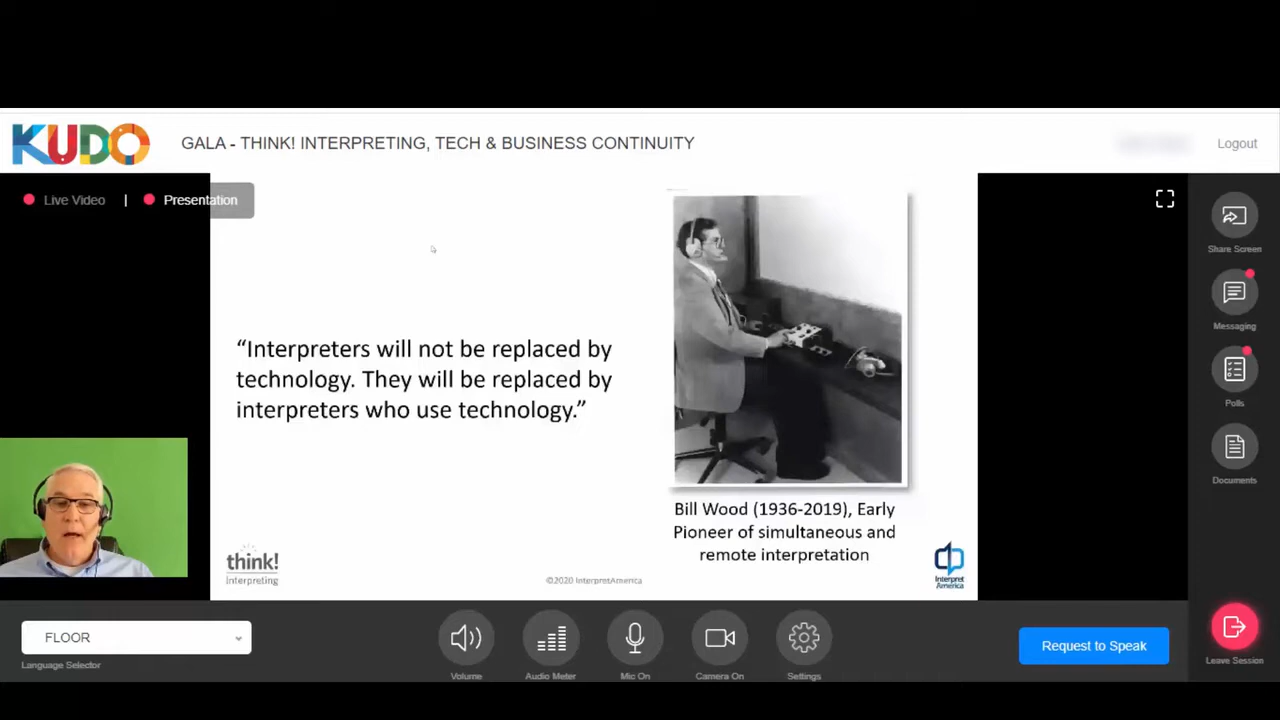 KUDO
GALA - THINK! INTERPRETING, TECH & BUSINESS CONTINUITY
Logout
Live Video | Presentation
Share Screen
Messaging
Polls
Documents
“Interpreters will not be replaced by
technology. They will be replaced by
interpreters who use technology.”
Bill Wood (1936-2019), Early
Pioneer of simultaneous and
remote interpretation
think!
interpreting
©2020 InterpretAmerica
Interpret
America
FLOOR
Language Selector
Volume
Audio Meter
Mic On
Camera On
Settings
Request to Speak
Leave Session